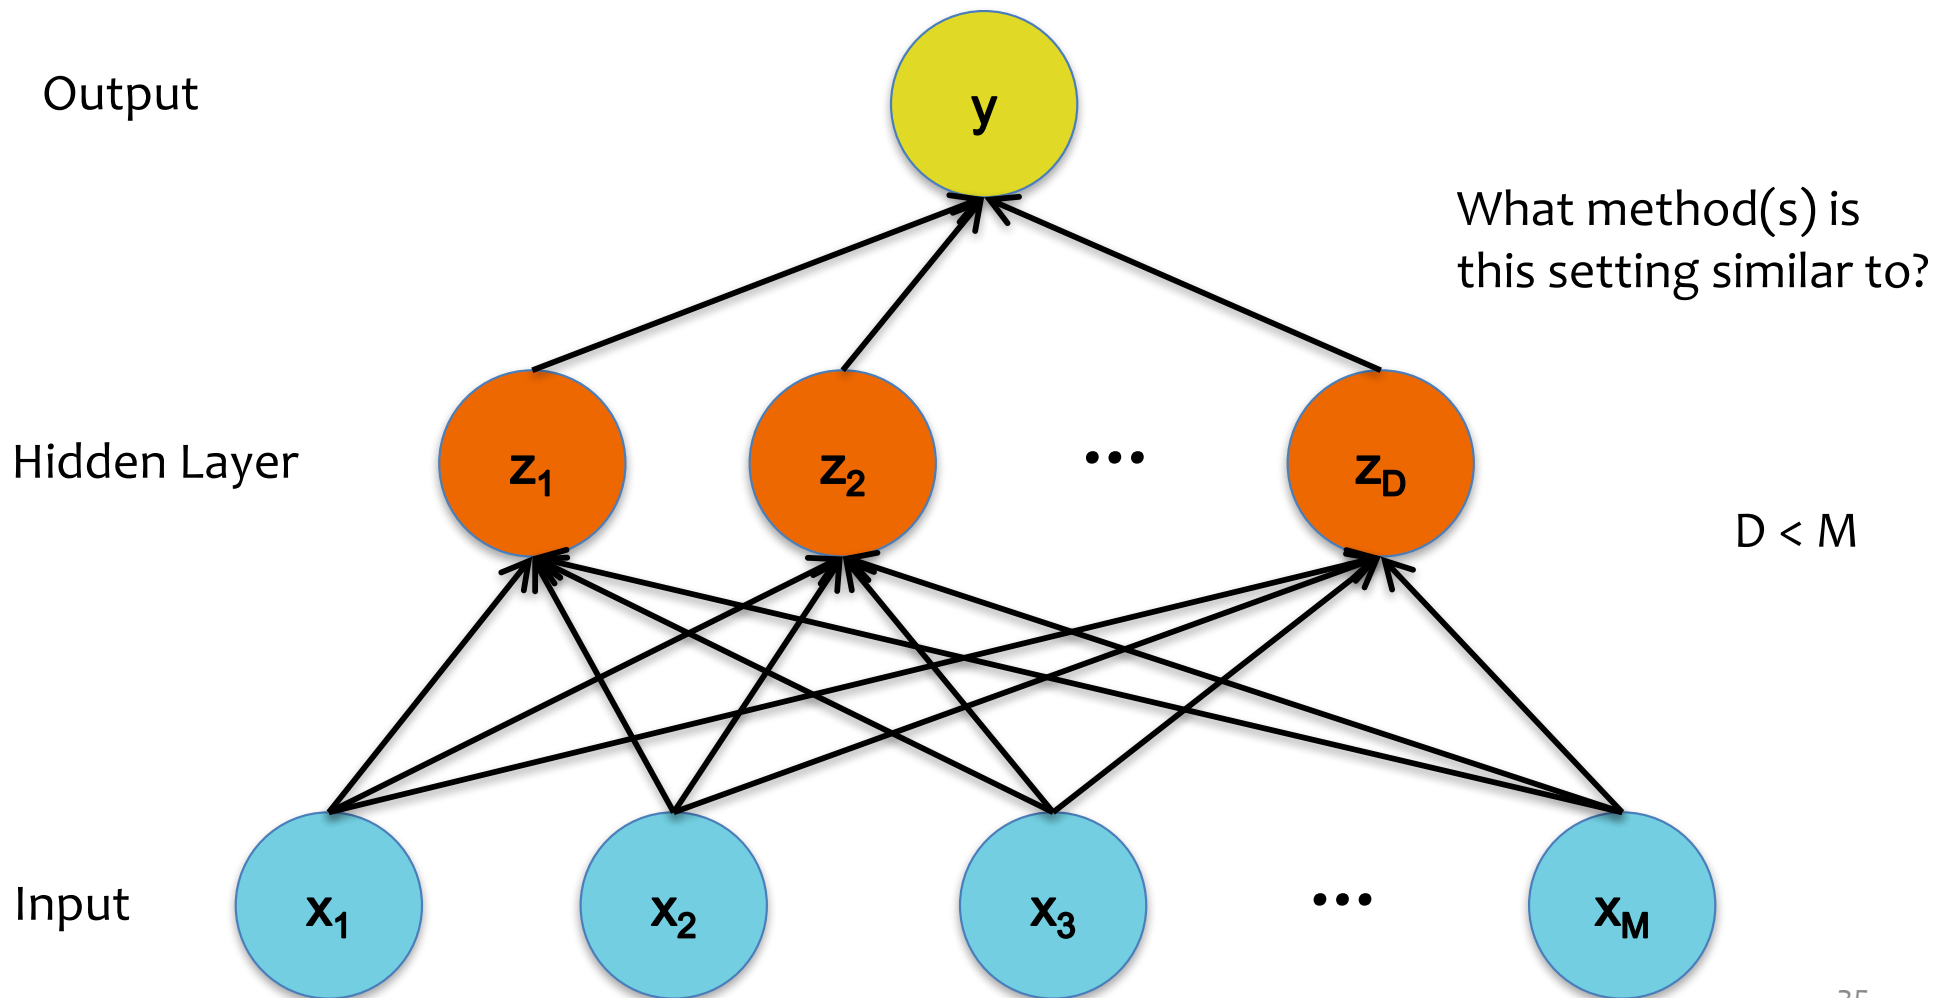 Output
y
What method(s) is
this setting similar to?
Hidden Layer
z1
z2
...
zD
D < M
Input
x1
x2
x3
...
xM